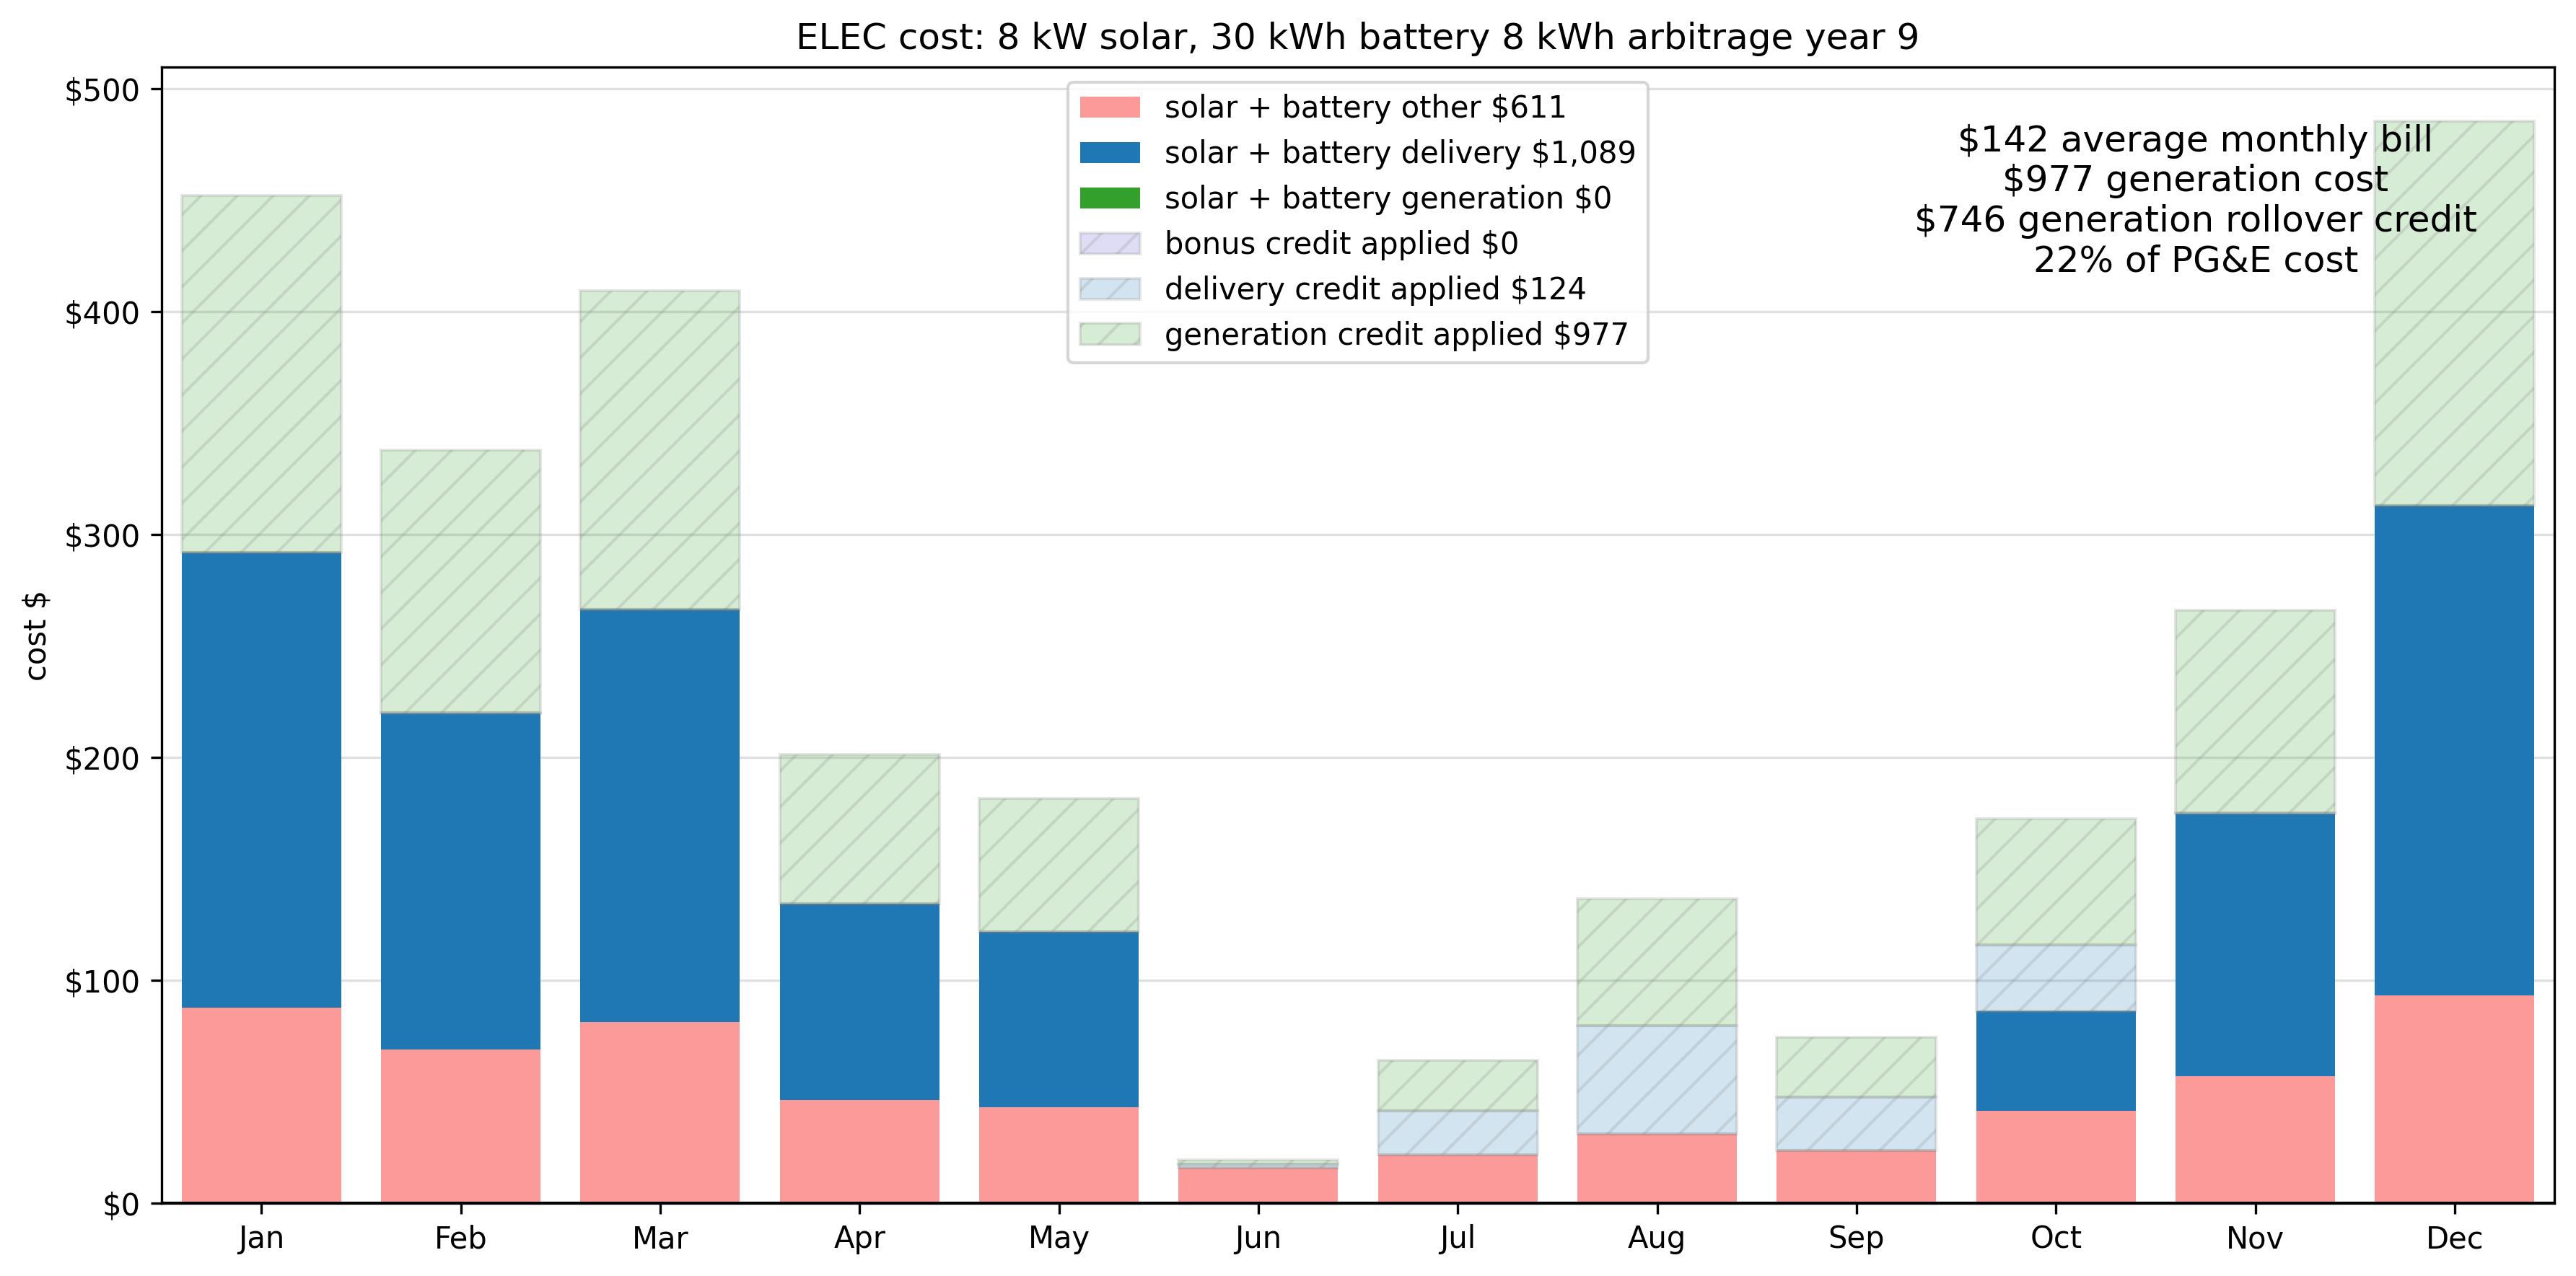 ELEC cost: 8 kW solar, 30 kWh battery 8 kWh arbitrage year 9
$500
$400
$300
$200
$100
$0
cost $
solar + battery other $611
solar + battery delivery $1,089
solar + battery generation $0
bonus credit applied $0
delivery credit applied $124
generation credit applied $977
$142 average monthly bill
$977 generation cost
$746 generation rollover credit
22% of PG&E cost
Jan Feb Mar Apr May Jun Jul Aug Sep Oct Nov Dec